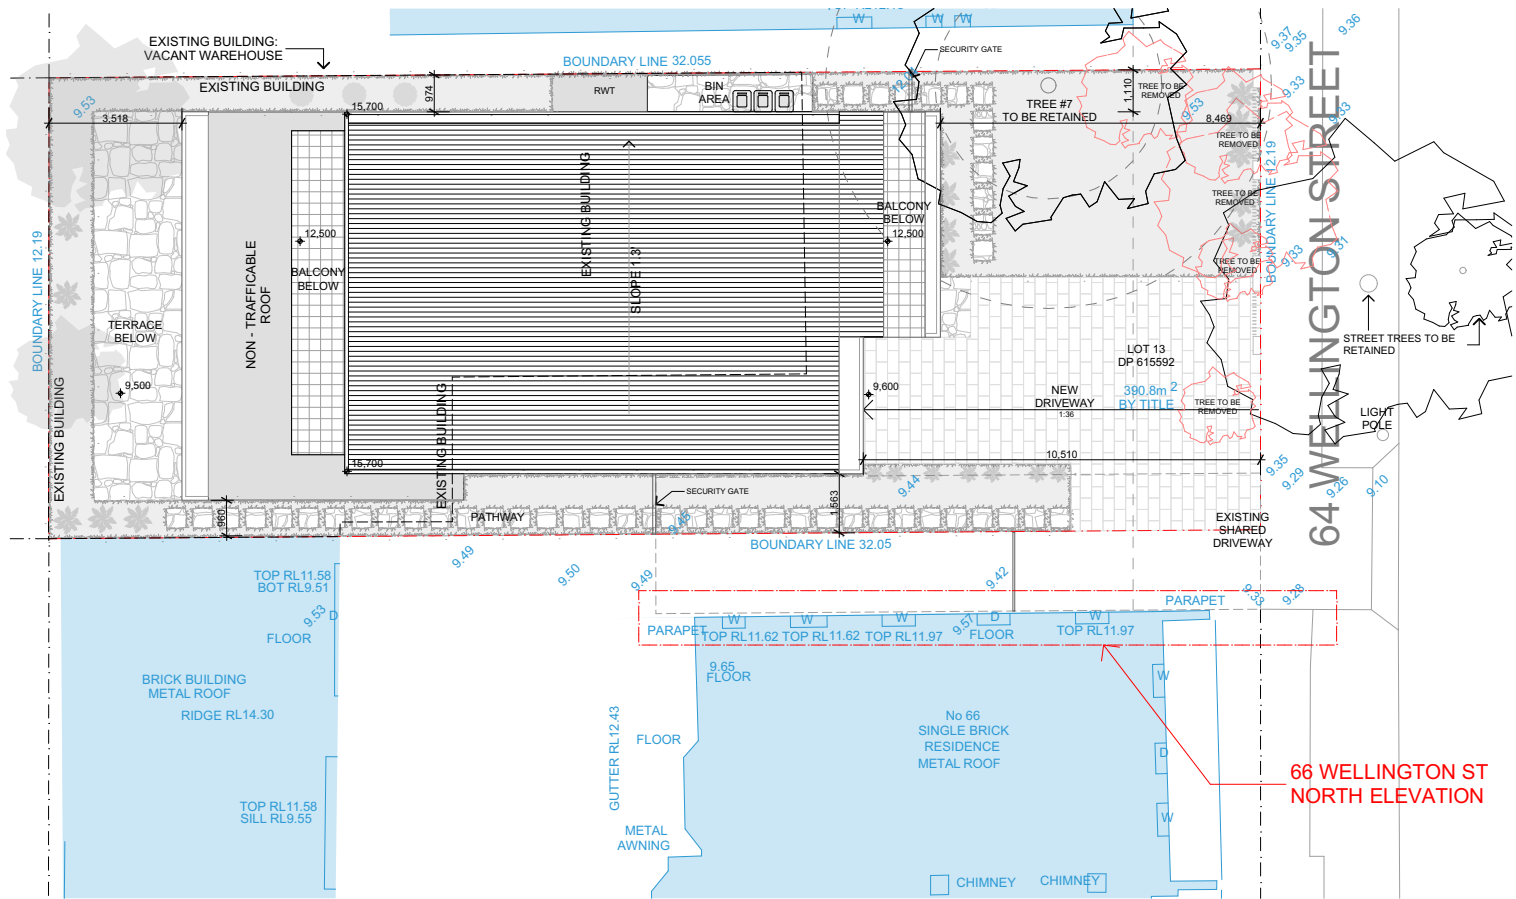 W
W
W
EXISTING BUILDING:
VACANT WAREHOUSE
BOUNDARY LINE 32.055
SECURITY GATE
9.37
9.35
9.36
9.53
EXISTING BUILDING
974
RWT
BIN
AREA
TREE #7
TO BE RETAINED
1,110
TREE TO BE
REMOVED
9.53
9.33
9.33
3,518
15,700
8,469
TREE TO BE
REMOVED
BOUNDARY LINE 12.19
64 WELLINGTON STREET
TREE TO BE
REMOVED
BALCONY
BELOW
12,500
12,500
EXISTING BUILDING
SLOPE 1.3'
BOUNDARY LINE 12.19
NON - TRAFFICABLE
ROOF
BALCONY
BELOW
TREE TO BE
REMOVED
9.33
9.31
TERRACE
BELOW
STREET TREES TO BE
RETAINED
LOT 13
DP 615592
390.8m 2
BY TITLE
NEW
DRIVEWAY
1:36
9,500
9,600
TREE TO BE
REMOVED
LIGHT
POLE
EXISTING BUILDING
EXISTING BUILDING
15,700
10,510
9.35
9.29
9.26
9.10
SECURITY GATE
9.44
1,563
960
PATHWAY
9.45
EXISTING
SHARED
DRIVEWAY
BOUNDARY LINE 32.05
9.49
9.50
9.49
9.42
9.33
9.28
TOP RL11.58
BOT RL9.51
9.53
D
FLOOR
PARAPET
PARAPET
W
W
W
D
W
TOP RL11.62
TOP RL11.62
TOP RL11.97
9.57
FLOOR
TOP RL11.97
9.65
FLOOR
W
BRICK BUILDING
METAL ROOF
RIDGE RL14.30
GUTTER RL12.43
FLOOR
No 66
SINGLE BRICK
RESIDENCE
METAL ROOF
D
66 WELLINGTON ST
NORTH ELEVATION
TOP RL11.58
SILL RL9.55
W
METAL
AWNING
CHIMNEY
CHIMNEY